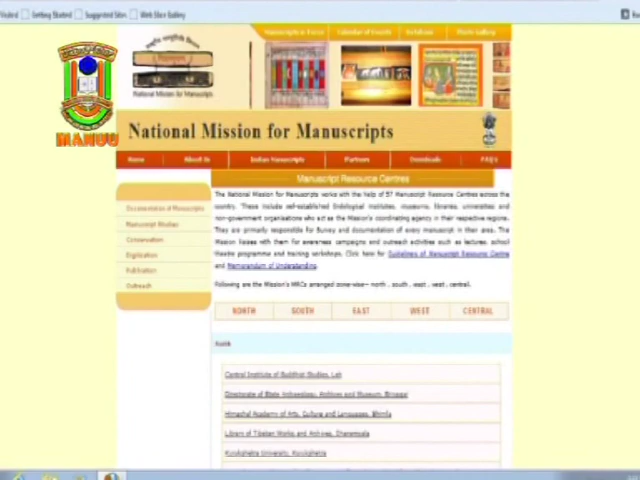 Getting Started Suggested Sites Web Slice Gallery
Calendar of Events
National Mission for Manuscripts
MANUU
National Mission for Manuscripts
Home About Us Indian Manuscripts Partners Downloads FAQ's
Manuscript Resource Centres
The National Mission for Manuscripts works with the help of 57 Manuscript Resource Centres across the
country. These include well-established Indological institutes, museums, libraries, universities and
non-government organisations who act as the Mission's coordinating agency in their respective regions.
They are primarily responsible for Survey and documentation of every manuscript in their area. The
Mission liaises with them for awareness campaigns and outreach activities such as lectures, school
theatre programme and training workshops. Click here for Guidelines of Manuscript Resource Centre
and Memorandum of Understanding.
Following are the Mission's MRCs arranged zone-wise- north , south , east , west , central.
Documentation of Manuscripts
Manuscript Studies
Conservation
Digitization
Publication
Outreach
NORTH SOUTH EAST WEST CENTRAL
North
Central Institute of Buddhist Studies, Leh
Directorate of State Archaeology, Archives and Museum, Srinagar
Himachal Academy of Arts, Culture and Languages, Shimla
Library of Tibetan Works and Archives, Dharamsala
Kurukshetra University, Kurukshetra